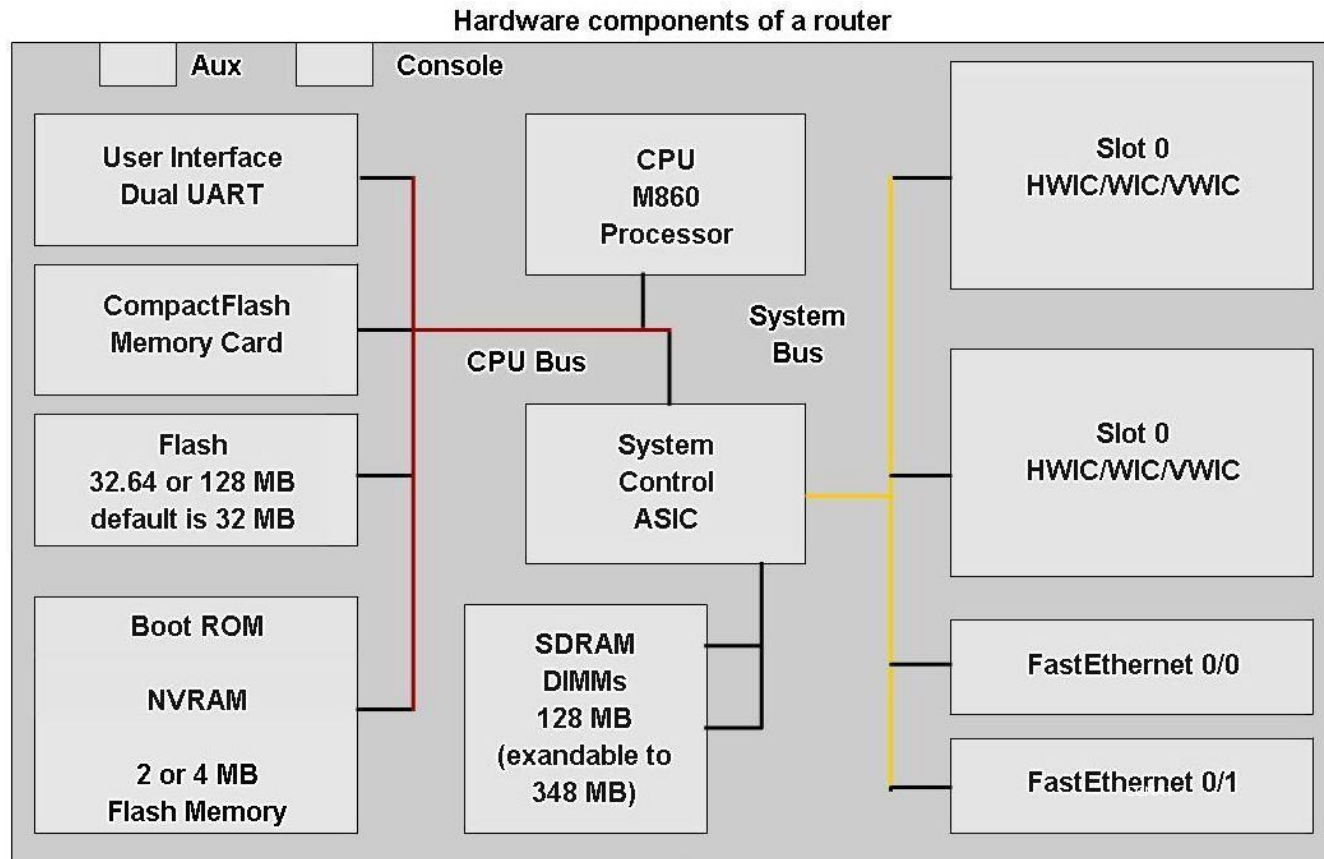 Hardware components of a router
Aux
Console
User Interface
Dual UART
CompactFlash
Memory Card
Flash
32.64 or 128 MB
default is 32 MB
Boot ROM
NVRAM
2 or 4 MB
Flash Memory
CPU
M860
Processor
CPU Bus
System
Bus
System
Control
ASIC
SDRAM
DIMMs
128 MB
(exandable to
348 MB)
Slot 0
HWIC/WIC/VWIC
Slot 0
HWIC/WIC/VWIC
FastEthernet 0/0
FastEthernet 0/1